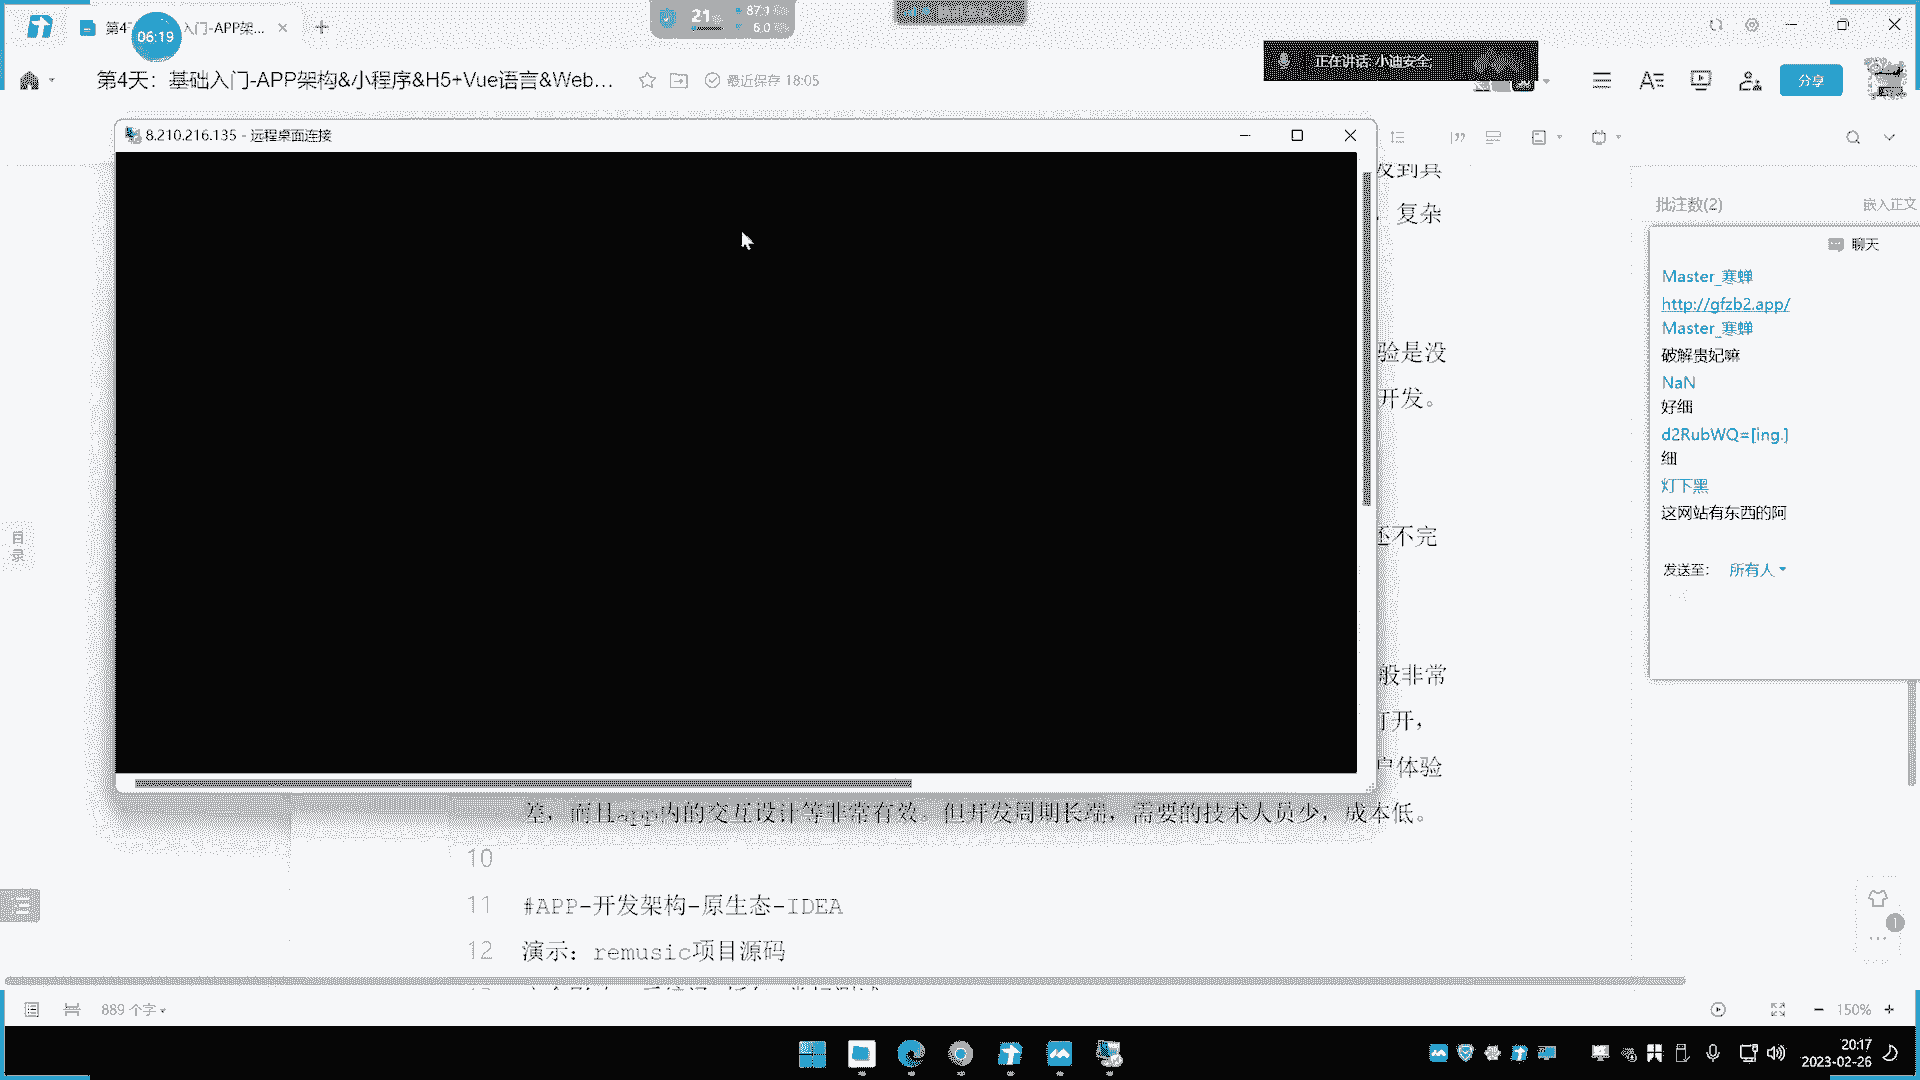 第4
入门-APP架...
06:19
21%
87.1
6.0
正在讲话: 小迪安全;
第4天：基础入门-APP架构&小程序&H5+Vue语言&Web...
最近保存 18:05
分享
8.210.216.135 - 远程桌面连接
发到具
复杂
验是没
开发。
还不完
般非常
打开，
户体验
差，而且app内的交互设计等非常有效。但开发周期长端，需要的技术人员少，成本低。
10
11 #APP-开发架构-原生态-IDEA
12 演示：remusic项目源码
目录
批注数(2)
嵌入正文
聊天
Master_寒蝉
http://gfzb2.app/
Master_寒蝉
破解贵妃嘛
NaN
好细
d2RubWQ=[ing.]
细
灯下黑
这网站有东西的阿
发送至： 所有人
1
889 个字
150%
20:17
2023-02-26